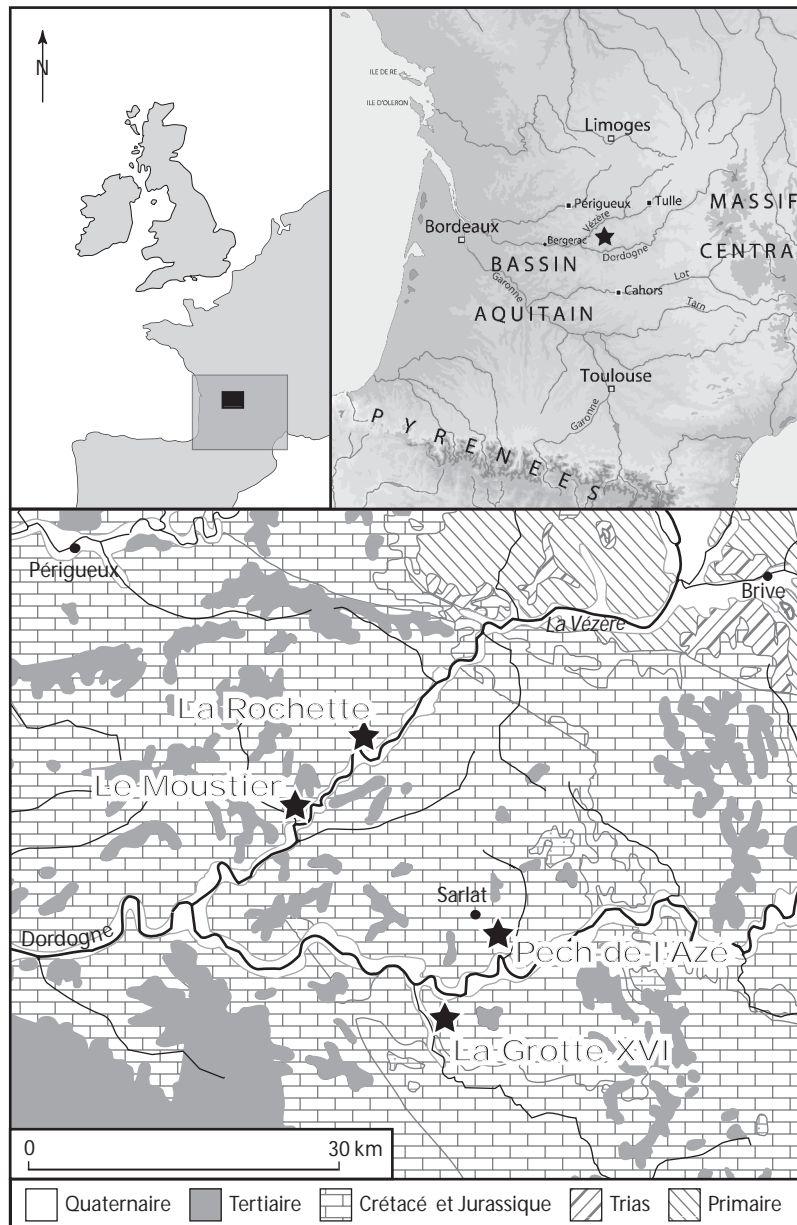 N
ILE DE RE
ILE D'OLERON
Limoges
Périgueux
Tulle
MASSIF
Vézère
Bordeaux
Bergerac
CENTRA
Dordogne
BASSIN
Lot
Garonne
Cahors
AQUITAIN
Tarn
Toulouse
Garonne
PYRENEES
Périgueux
Brive
La Vézère
La Rochette
Le Moustier
Sarlat
Dordogne
Pech de l'Azé
La Grotte XVI
0 30 km
Quaternaire Tertiaire Crétacé et Jurassique Trias Primaire